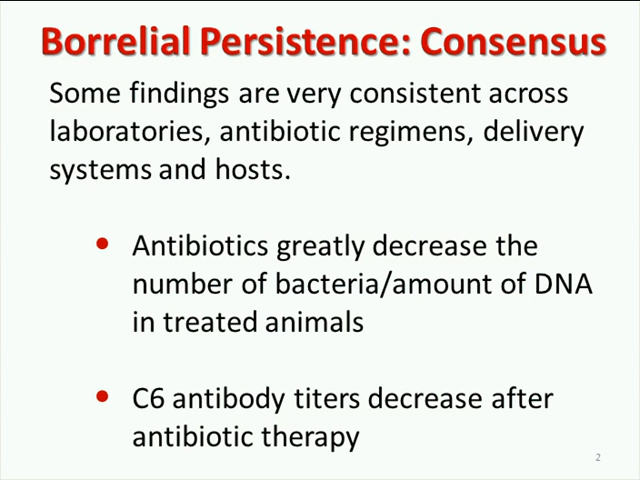 Borrelial Persistence: Consensus
Some findings are very consistent across
laboratories, antibiotic regimens, delivery
systems and hosts.
• Antibiotics greatly decrease the
number of bacteria/amount of DNA
in treated animals
• C6 antibody titers decrease after
antibiotic therapy
2